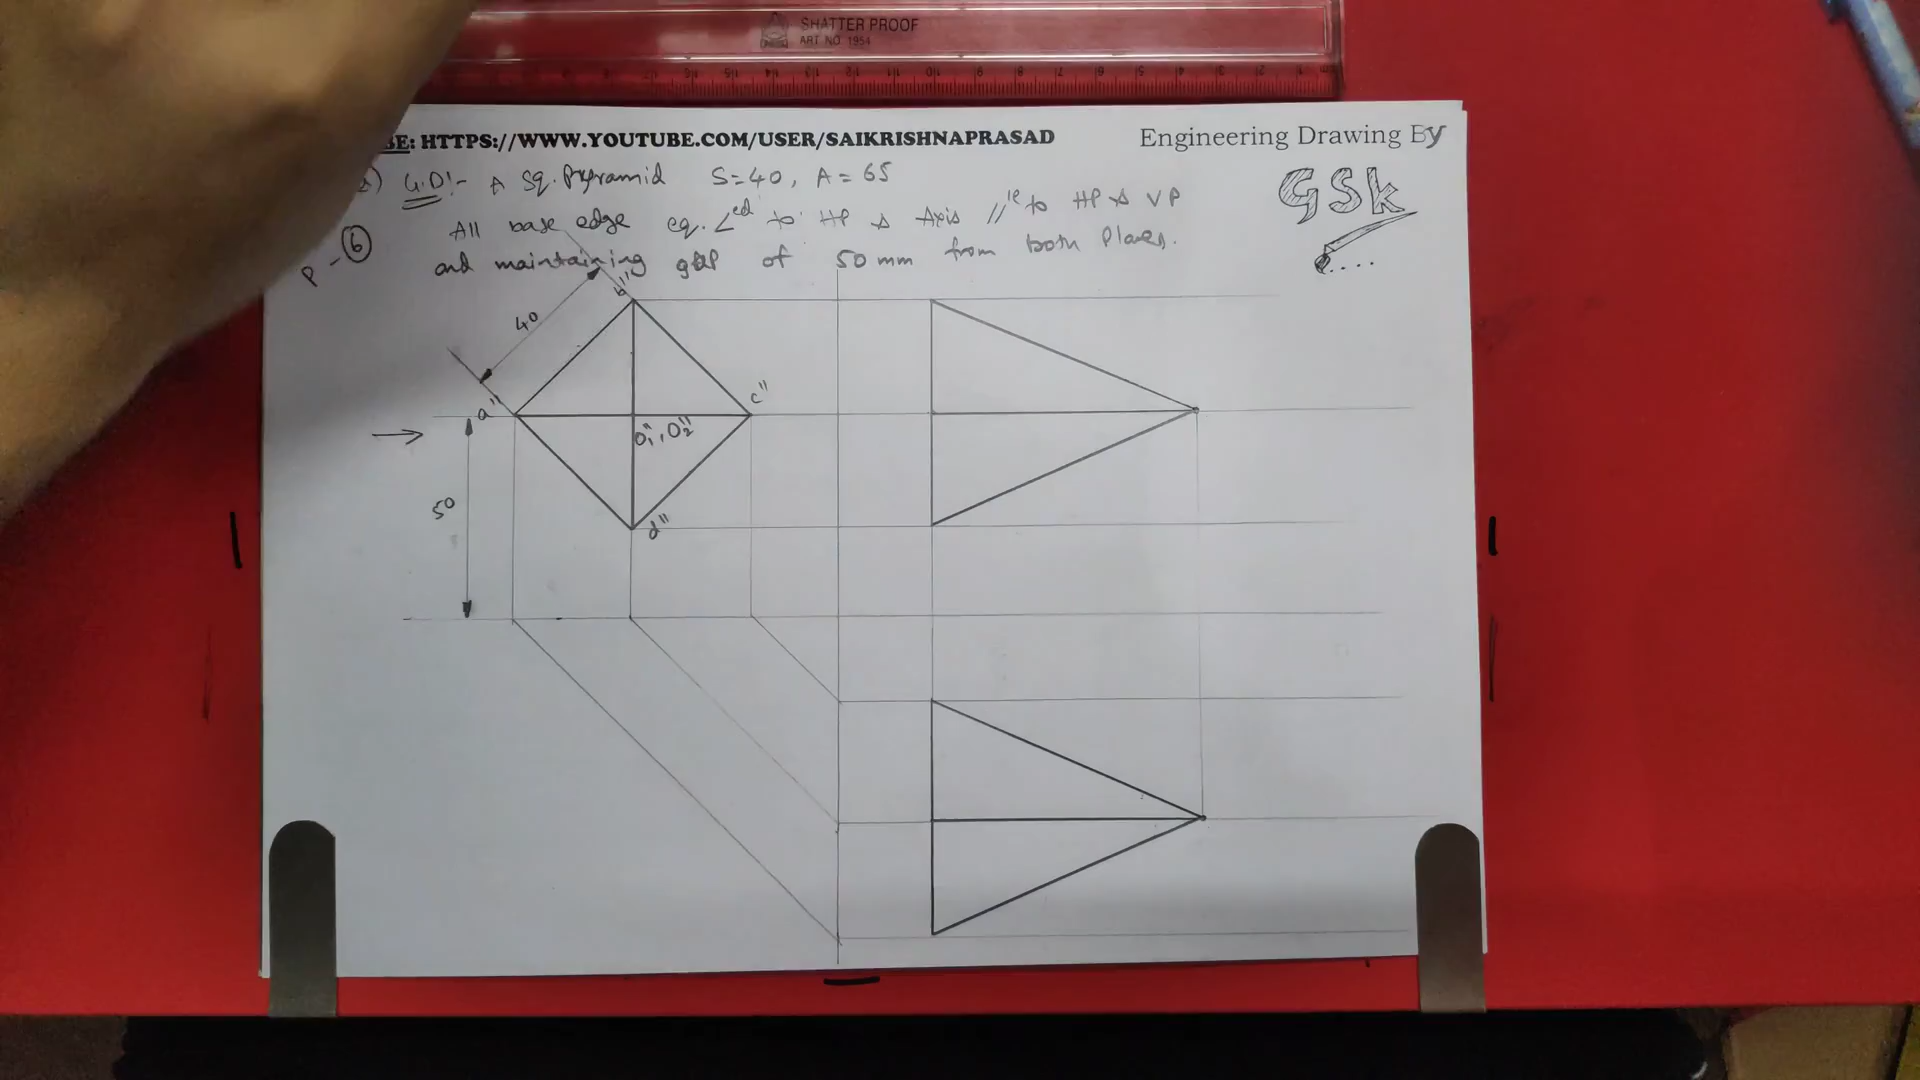 SHATTER PROOF
ART NO 1954
BE: HTTPS://WWW.YOUTUBE.COM/USER/SAIKRISHNAPRASAD
Engineering Drawing By
GSK
) G.D!- A Sq. Pyramid S=40, A = 65
P-6 All base edge eq. ∠ed to HP & Axis //le to HP & VP
and maintaining gap of 50 mm from both Planes.
b"
40
a"
c"
O1", O2"
50
d"